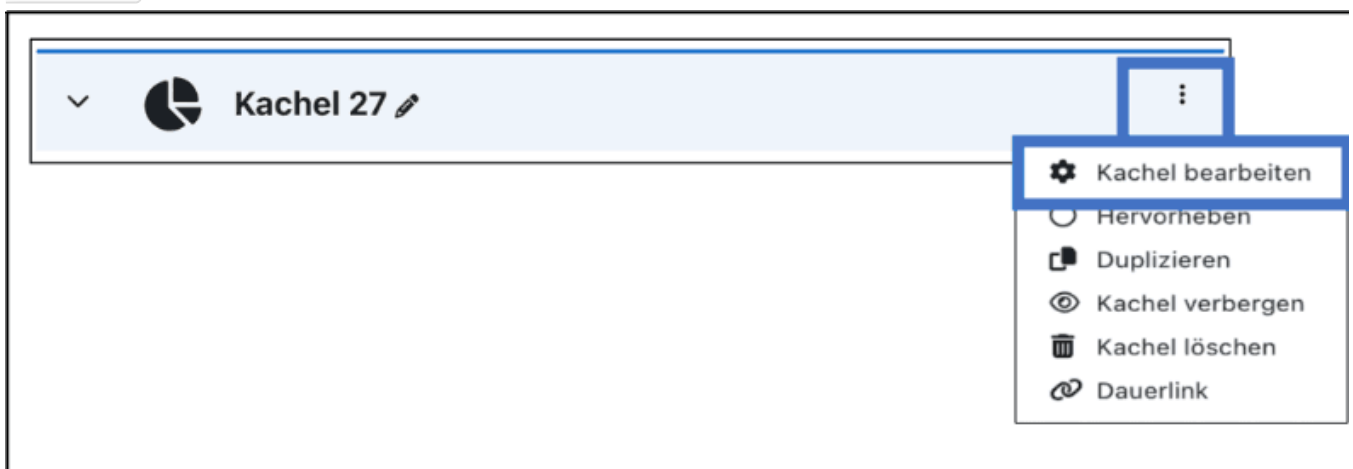 Kachel 27
Kachel bearbeiten
Hervorheben
Duplizieren
Kachel verbergen
Kachel löschen
Dauerlink